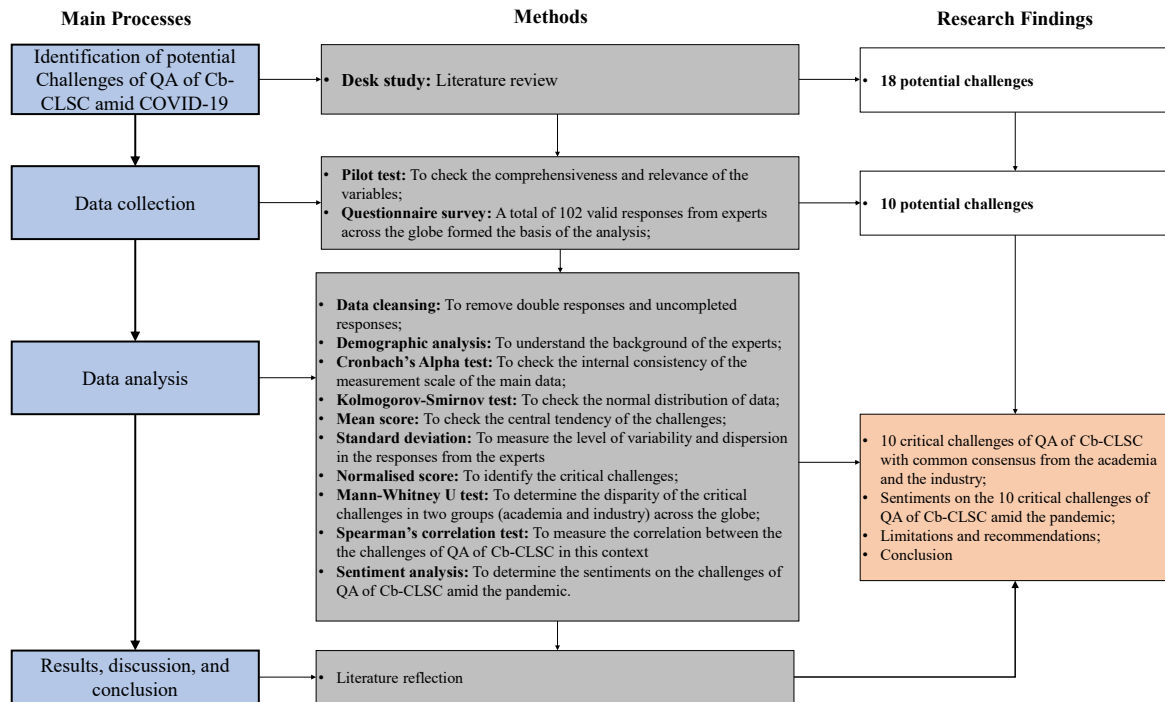 Main Processes
Methods
Research Findings
Identification of potential
Challenges of QA of Cb-
CLSC amid COVID-19
• Desk study: Literature review
• 18 potential challenges
Data collection
• Pilot test: To check the comprehensiveness and relevance of the
variables;
• Questionnaire survey: A total of 102 valid responses from experts
across the globe formed the basis of the analysis;
• 10 potential challenges
Data analysis
• Data cleansing: To remove double responses and uncompleted
responses;
• Demographic analysis: To understand the background of the experts;
• Cronbach’s Alpha test: To check the internal consistency of the
measurement scale of the main data;
• Kolmogorov-Smirnov test: To check the normal distribution of data;
• Mean score: To check the central tendency of the challenges;
• Standard deviation: To measure the level of variability and dispersion
in the responses from the experts
• Normalised score: To identify the critical challenges;
• Mann-Whitney U test: To determine the disparity of the critical
challenges in two groups (academia and industry) across the globe;
• Spearman’s correlation test: To measure the correlation between the
the challenges of QA of Cb-CLSC in this context
• Sentiment analysis: To determine the sentiments on the challenges of
QA of Cb-CLSC amid the pandemic.
• 10 critical challenges of QA of Cb-CLSC
with common consensus from the academia
and the industry;
• Sentiments on the 10 critical challenges of
QA of Cb-CLSC amid the pandemic;
• Limitations and recommendations;
• Conclusion
Results, discussion, and
conclusion
• Literature reflection